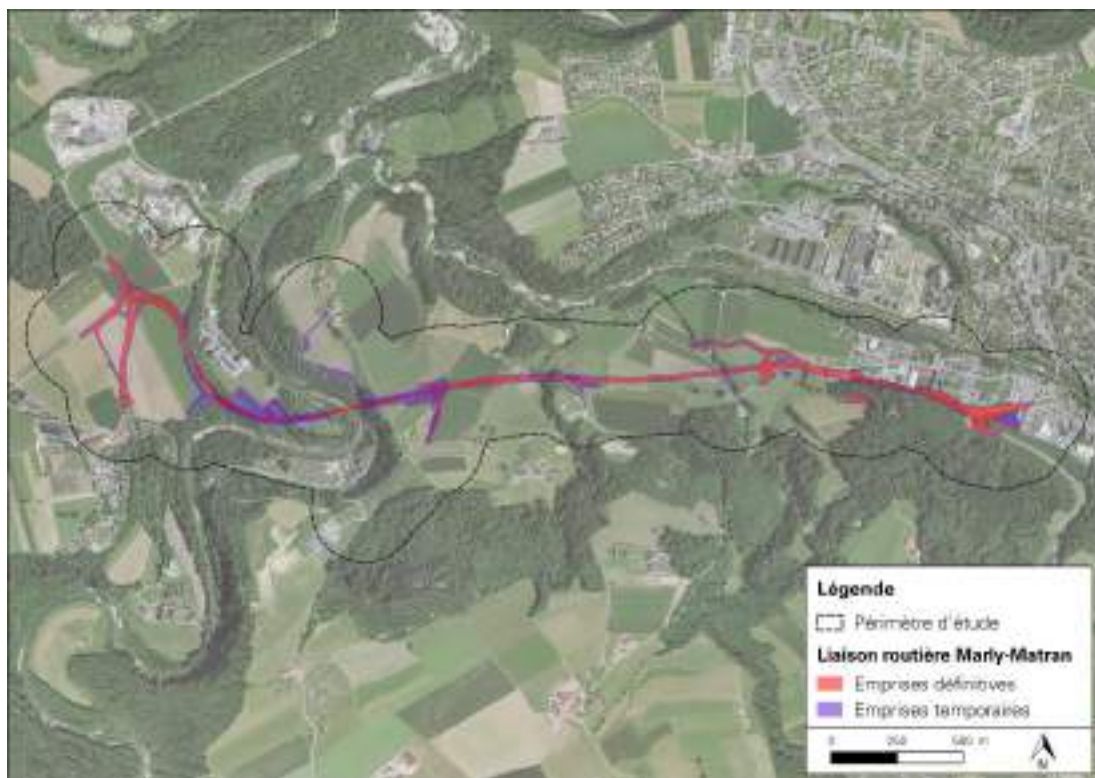 Légende
Périmètre d'étude
Liaison routière Marly-Matran
Emprises définitives
Emprises temporaires
0 250 500 m
N